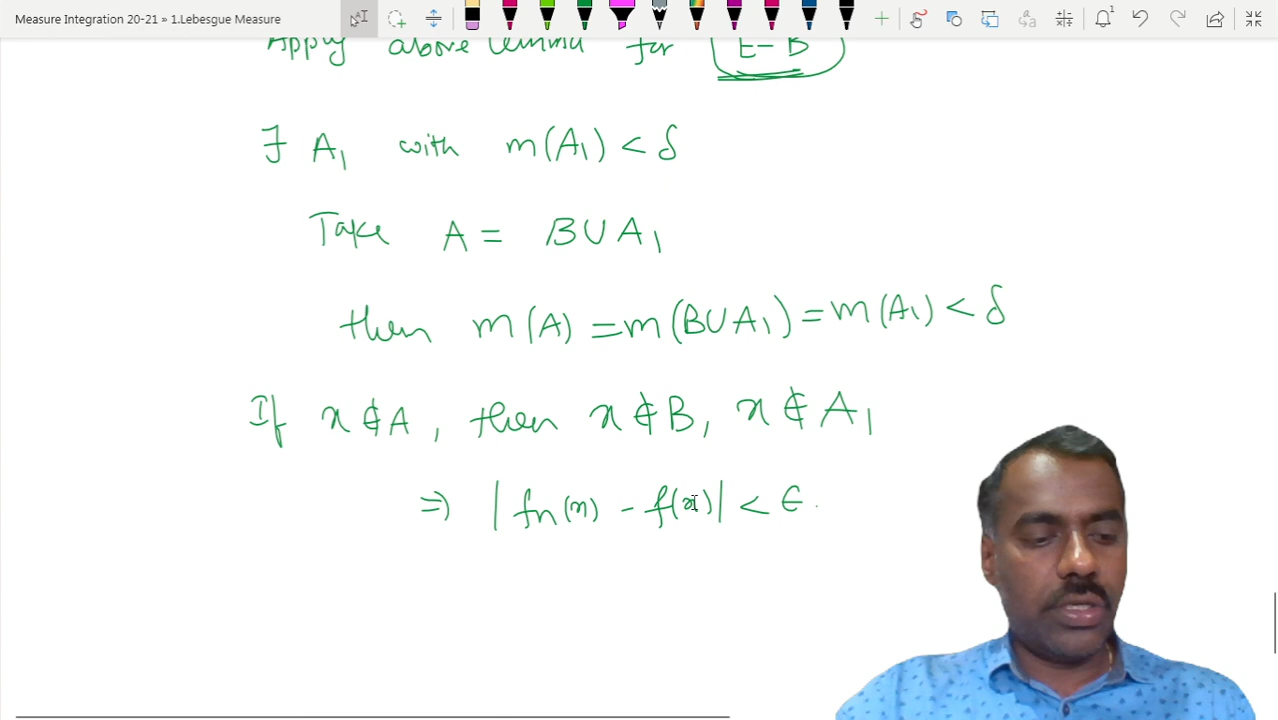 Measure Integration 20-21 » 1.Lebesgue Measure
Apply above lemma for E-B
∃ A₁ with m(A₁) < δ
Take A = B∪A₁
then m(A) = m(B∪A₁) = m(A₁) < δ
If x∉A, then x∉B, x∉A₁
⇒ |fn(x) - f(x)| < ε.